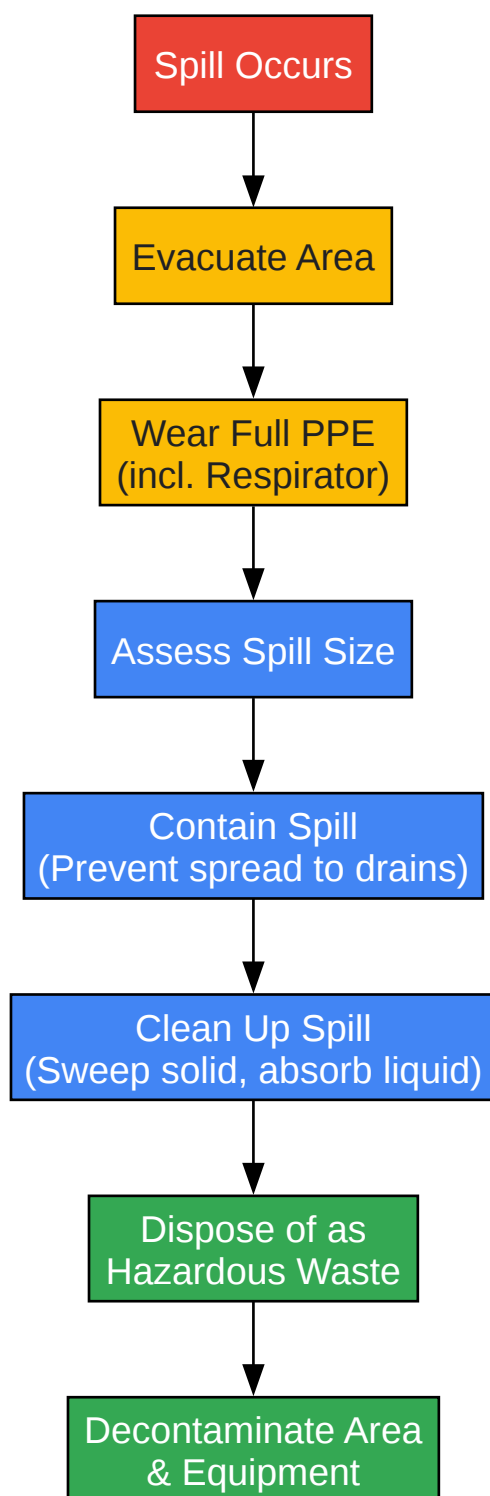 Spill Occurs
Evacuate Area
Wear Full PPE
(incl. Respirator)
Assess Spill Size
Contain Spill
(Prevent spread to drains)
Clean Up Spill
(Sweep solid, absorb liquid)
Dispose of as
Hazardous Waste
Decontaminate Area
& Equipment